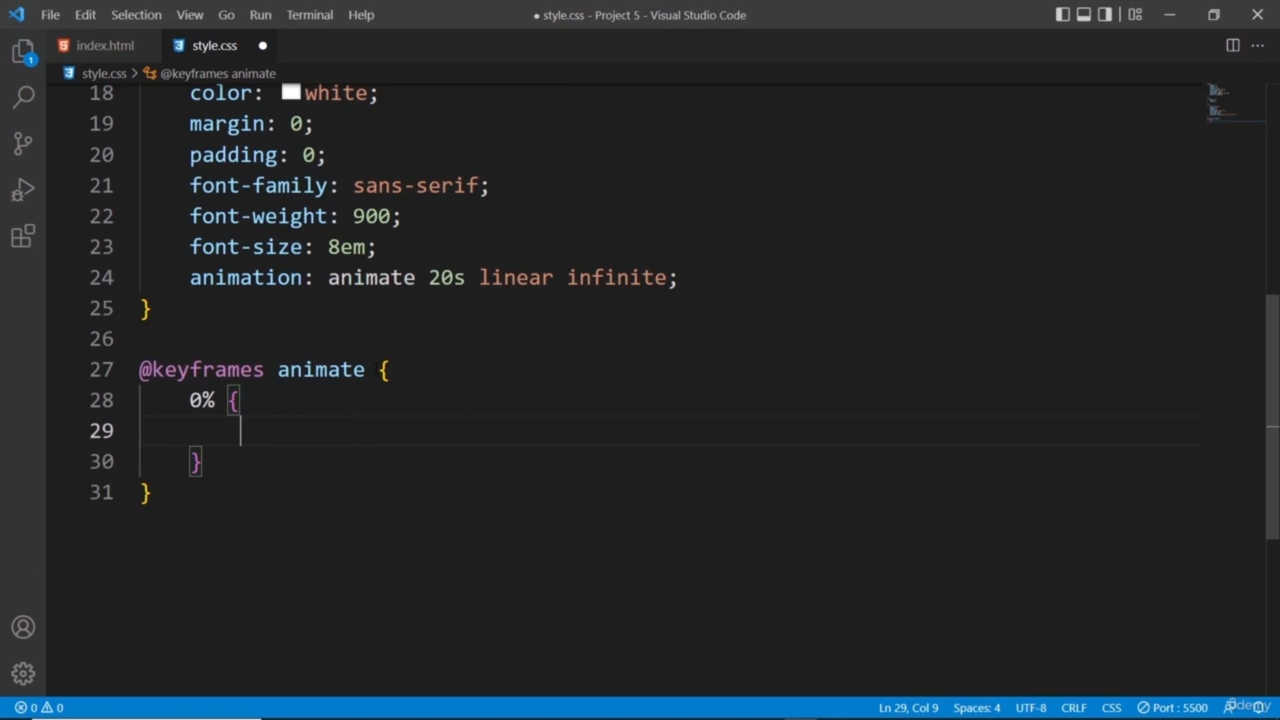 File Edit Selection View Go Run Terminal Help ● style.css - Project 5 - Visual Studio Code
index.html style.css
style.css > @keyframes animate
18 color: white;
19 margin: 0;
20 padding: 0;
21 font-family: sans-serif;
22 font-weight: 900;
23 font-size: 8em;
24 animation: animate 20s linear infinite;
25 }
26
27 @keyframes animate {
28 0% {
29
30 }
31 }
1
0 0 Ln 29, Col 9 Spaces: 4 UTF-8 CRLF CSS Port : 5500
Udemy